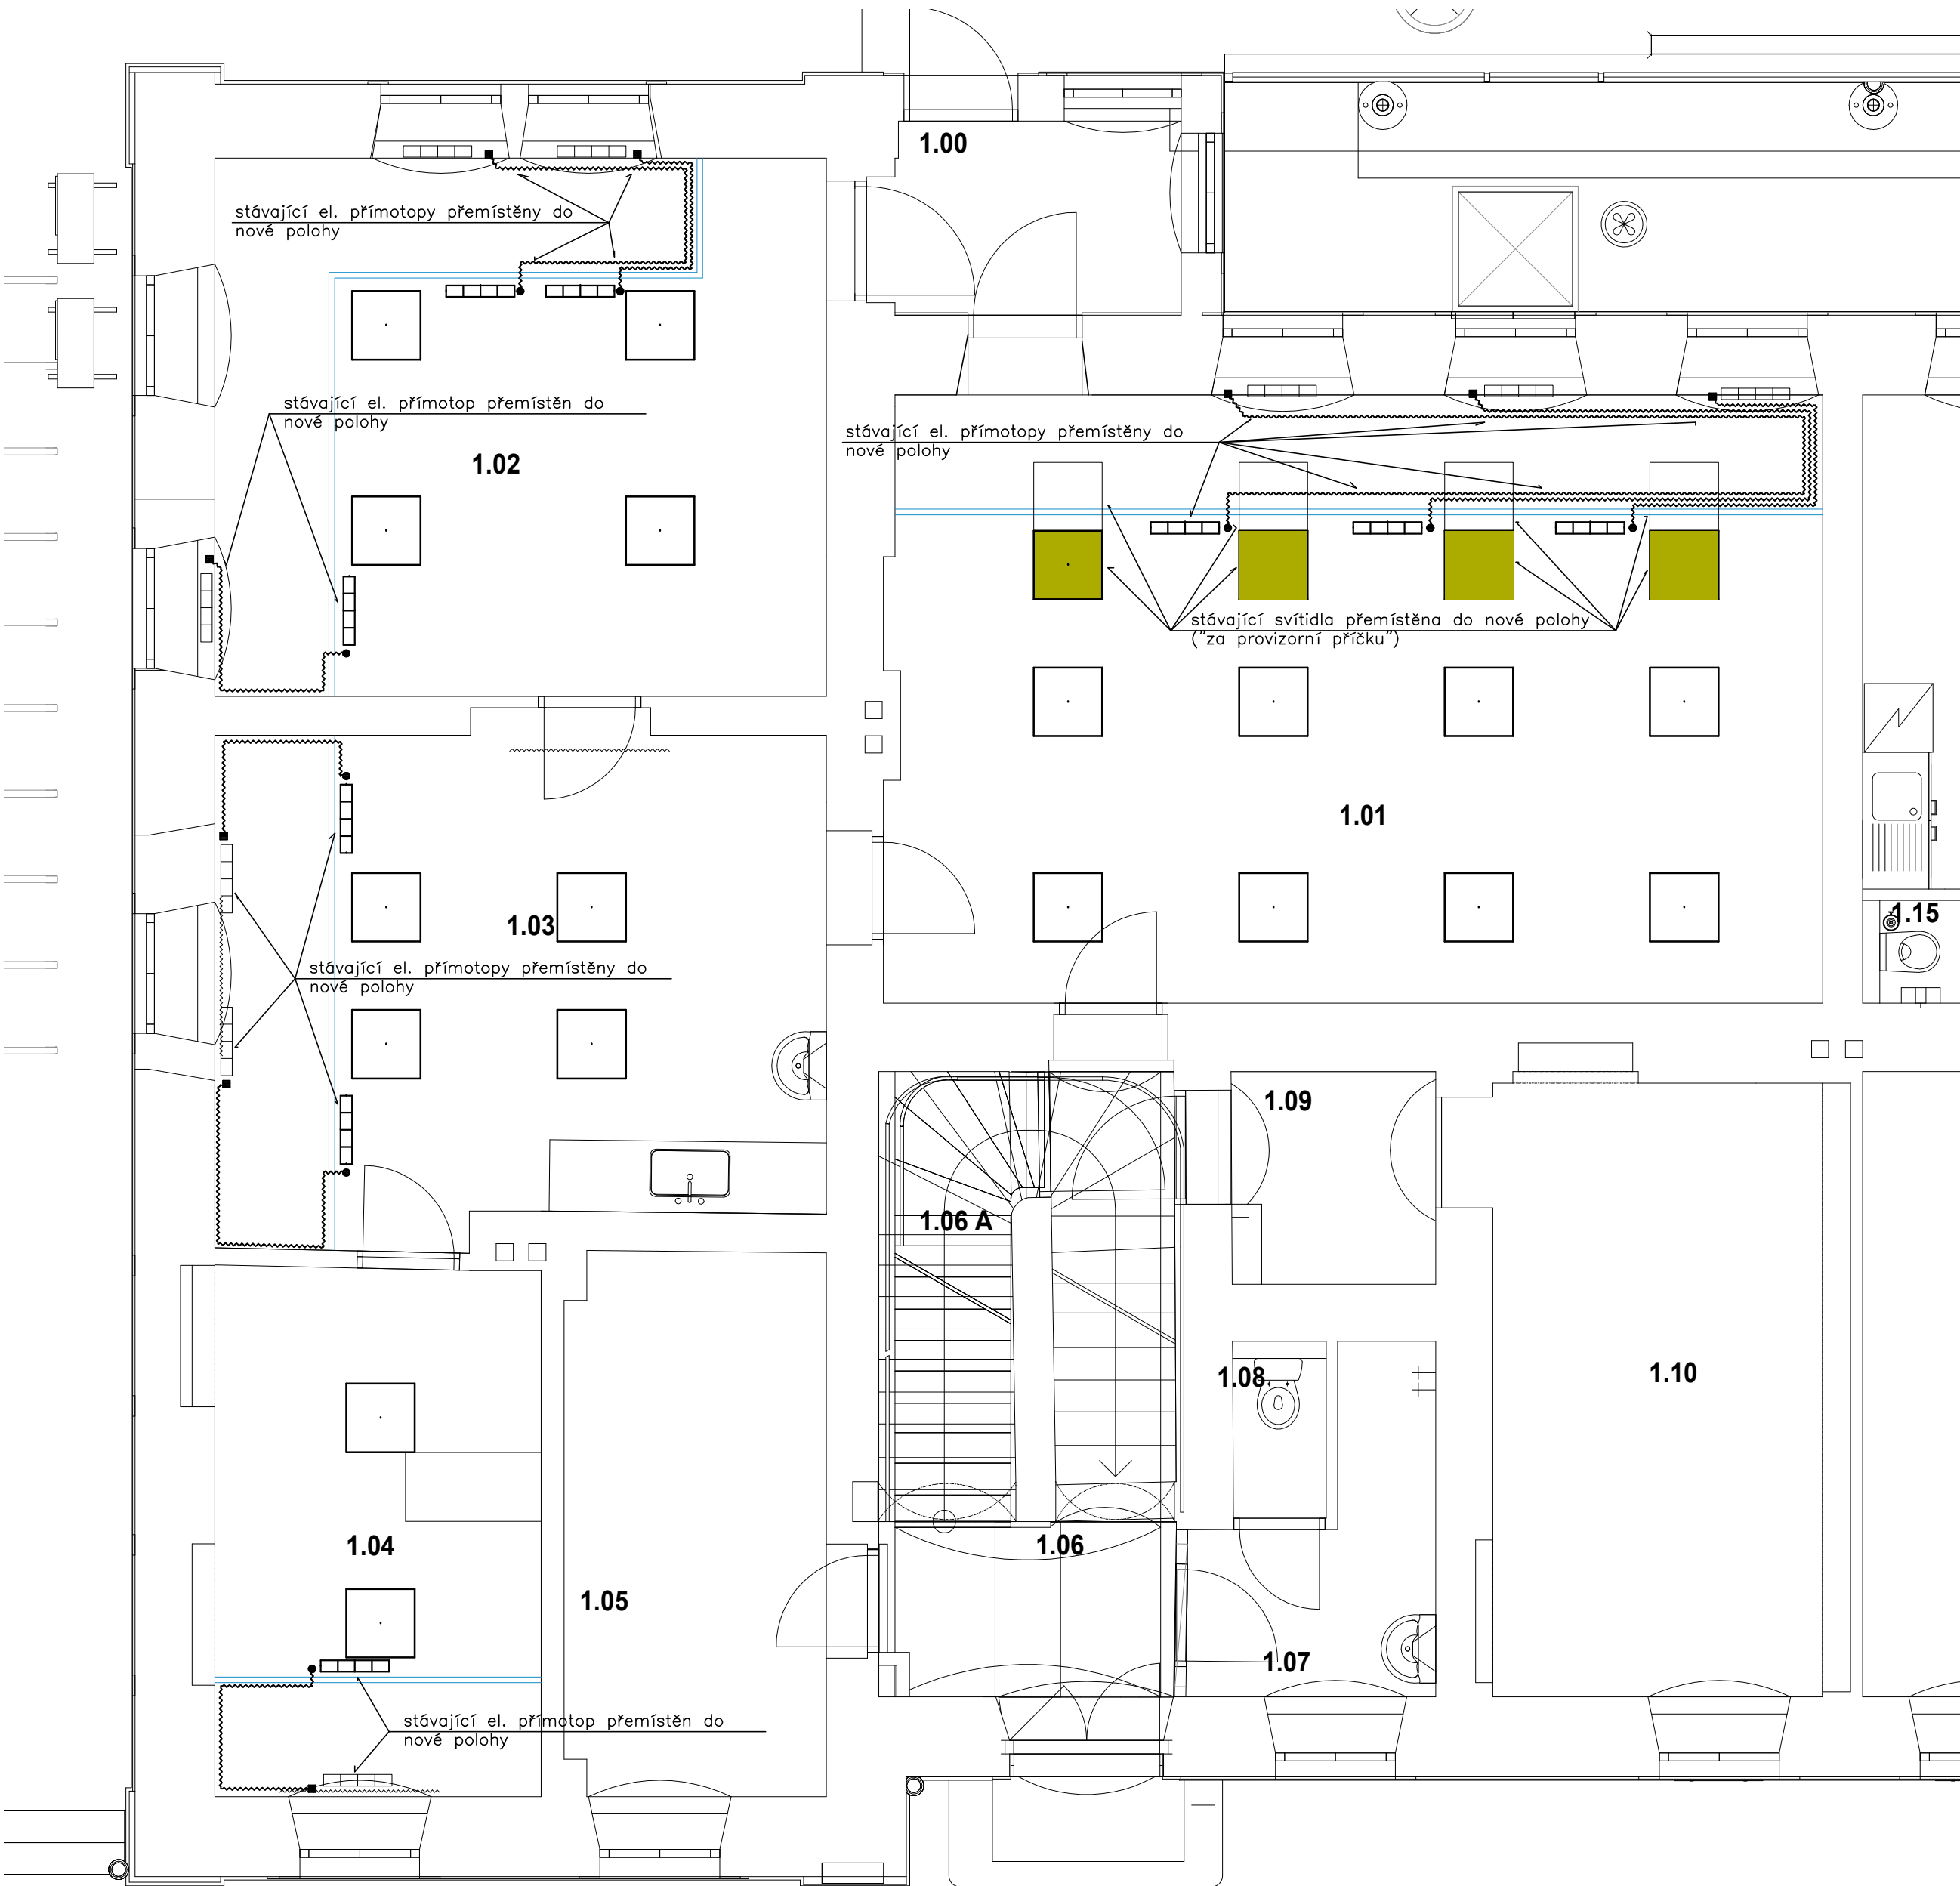 1.00
stávající el. přímotopy přemístěny do
nové polohy
stávající el. přímotop přemístěn do
nové polohy
1.02
stávající el. přímotopy přemístěny do
nové polohy
stávající svítidla přemístěna do nové polohy
("za provizorní příčku")
1.01
1.03
1.15
stávající el. přímotopy přemístěny do
nové polohy
1.09
1.06 A
1.08
1.10
1.04
1.06
1.05
1.07
stávající el. přímotop přemístěn do
nové polohy